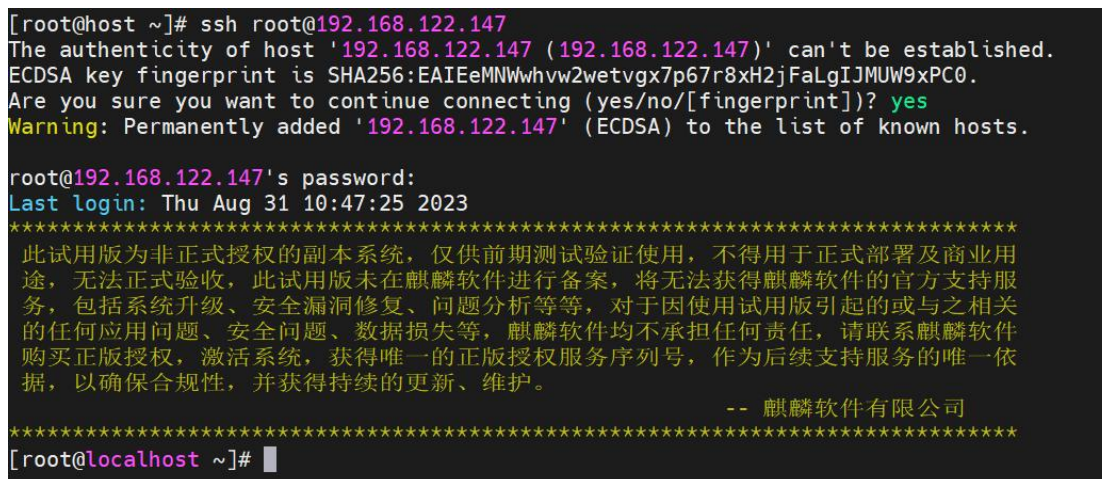 [root@host ~]# ssh root@192.168.122.147
The authenticity of host '192.168.122.147 (192.168.122.147)' can't be established.
ECDSA key fingerprint is SHA256:EAIEeMNWwhvw2wetvgx7p67r8xH2jFaLgIJMUW9xPC0.
Are you sure you want to continue connecting (yes/no/[fingerprint])? yes
Warning: Permanently added '192.168.122.147' (ECDSA) to the list of known hosts.
root@192.168.122.147's password:
Last login: Thu Aug 31 10:47:25 2023
*******************************************************************************
此试用版为非正式授权的副本系统，仅供前期测试验证使用，不得用于正式部署及商业用
途，无法正式验收，此试用版未在麒麟软件进行备案，将无法获得麒麟软件的官方支持服
务，包括系统升级、安全漏洞修复、问题分析等等，对于因使用试用版引起的或与之相关
的任何应用问题、安全问题、数据损失等，麒麟软件均不承担任何责任，请联系麒麟软件
购买正版授权，激活系统，获得唯一的正版授权服务序列号，作为后续支持服务的唯一依
据，以确保合规性，并获得持续的更新、维护。
-- 麒麟软件有限公司
*******************************************************************************
[root@localhost ~]#